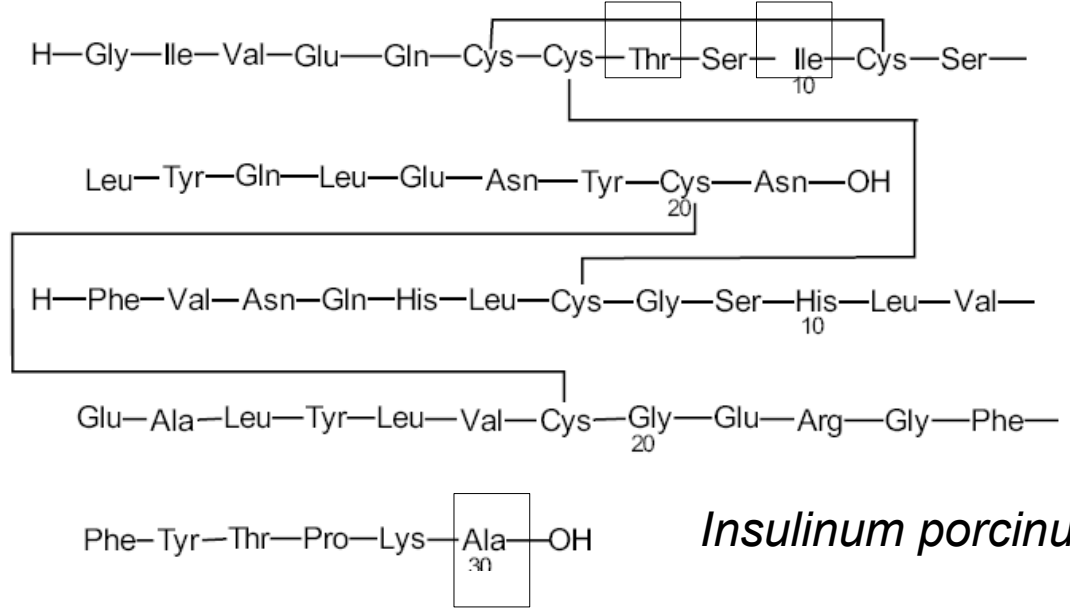 H—Gly—Ile—Val—Glu—Gln—Cys—Cys—Thr—Ser—Ile—Cys—Ser—
10
Leu—Tyr—Gln—Leu—Glu—Asn—Tyr—Cys—Asn—OH
20
H—Phe—Val—Asn—Gln—His—Leu—Cys—Gly—Ser—His—Leu—Val—
10
Glu—Ala—Leu—Tyr—Leu—Val—Cys—Gly—Glu—Arg—Gly—Phe—
20
Phe—Tyr—Thr—Pro—Lys—Ala—OH
30
Insulinum porcinu